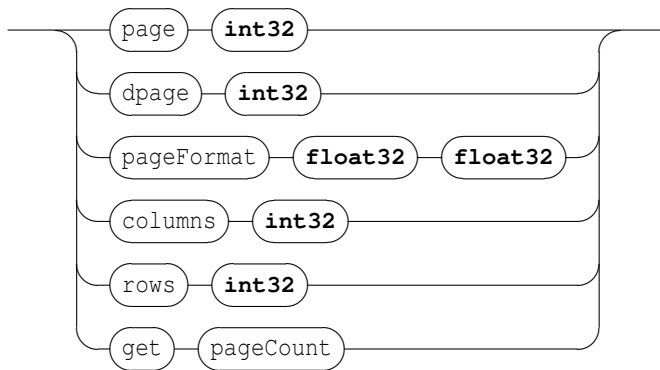 page int32
dpage int32
pageFormat float32 float32
columns int32
rows int32
get pageCount